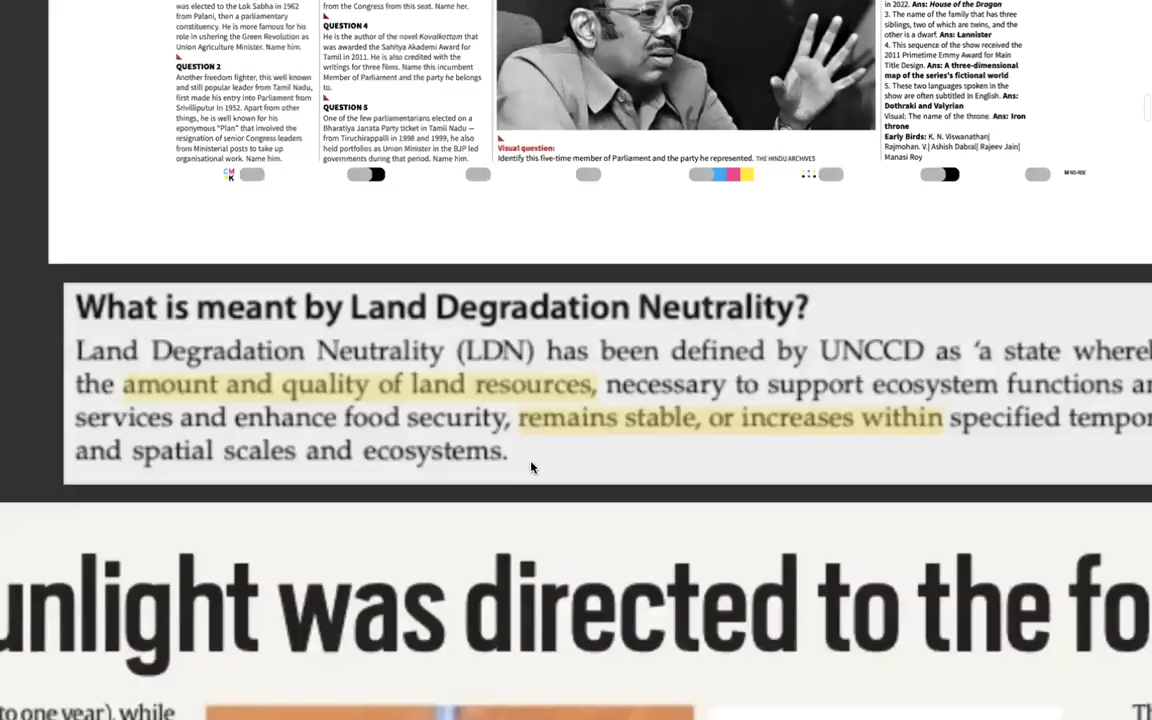 was elected to the Lok Sabha in 1962
from Palani, then a parliamentary
constituency. He is more famous for his
role in ushering the Green Revolution as
Union Agriculture Minister. Name him.
QUESTION 2
Another freedom fighter, this well known
and still popular leader from Tamil Nadu,
first made his entry into Parliament from
Srivilliputur in 1952. Apart from other
things, he is well known for his
eponymous "Plan" that involved the
resignation of senior Congress leaders
from Ministerial posts to take up
organisational work. Name him.
from the Congress from this seat. Name her.
QUESTION 4
He is the author of the novel Kavalkottam that
was awarded the Sahitya Akademi Award for
Tamil in 2011. He is also credited with the
writings for three films. Name this incumbent
Member of Parliament and the party he belongs
to.
QUESTION 5
One of the few parliamentarians elected on a
Bharatiya Janata Party ticket in Tamil Nadu —
from Tiruchirappalli in 1998 and 1999, he also
held portfolios as Union Minister in the BJP led
governments during that period. Name him.
Visual question:
Identify this five-time member of Parliament and the party he represented. THE HINDU ARCHIVES
in 2022. Ans: House of the Dragon
3. The name of the family that has three
siblings, two of which are twins, and the
other is a dwarf. Ans: Lannister
4. This sequence of the show received the
2011 Primetime Emmy Award for Main
Title Design. Ans: A three-dimensional
map of the series's fictional world
5. These two languages spoken in the
show are often subtitled in English. Ans:
Dothraki and Valyrian
Visual: The name of the throne. Ans: Iron
throne
Early Birds: K. N. Viswanathan|
Rajmohan. V.| Ashish Dabral| Rajeev Jain|
Manasi Roy
CM
YK
What is meant by Land Degradation Neutrality?
Land Degradation Neutrality (LDN) has been defined by UNCCD as 'a state where
the amount and quality of land resources, necessary to support ecosystem functions an
services and enhance food security, remains stable, or increases within specified tempor
and spatial scales and ecosystems.
unlight was directed to the fo
to one year), while
Th